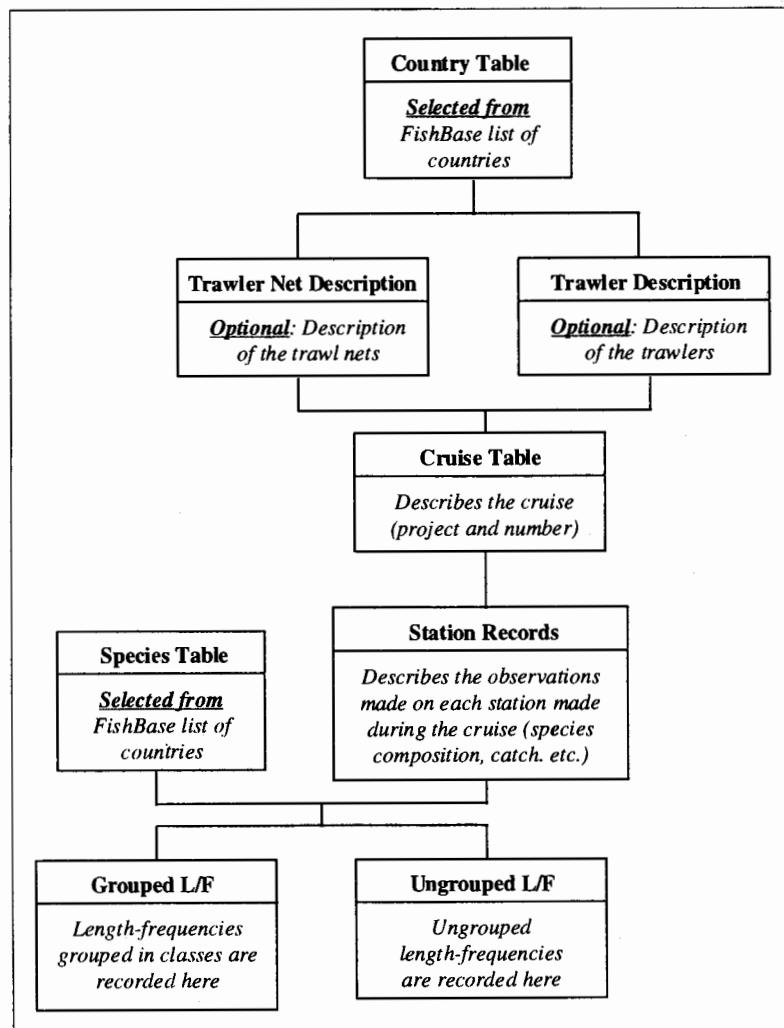 Country Table
Selected from
FishBase list of
countries
Trawler Net Description
Optional: Description
of the trawl nets
Trawler Description
Optional: Description
of the trawlers
Cruise Table
Describes the cruise
(project and number)
Species Table
Selected from
FishBase list of
countries
Station Records
Describes the observations
made on each station made
during the cruise (species
composition, catch. etc.)
Grouped L/F
Length-frequencies
grouped in classes are
recorded here
Ungrouped L/F
Ungrouped
length-frequencies
are recorded here